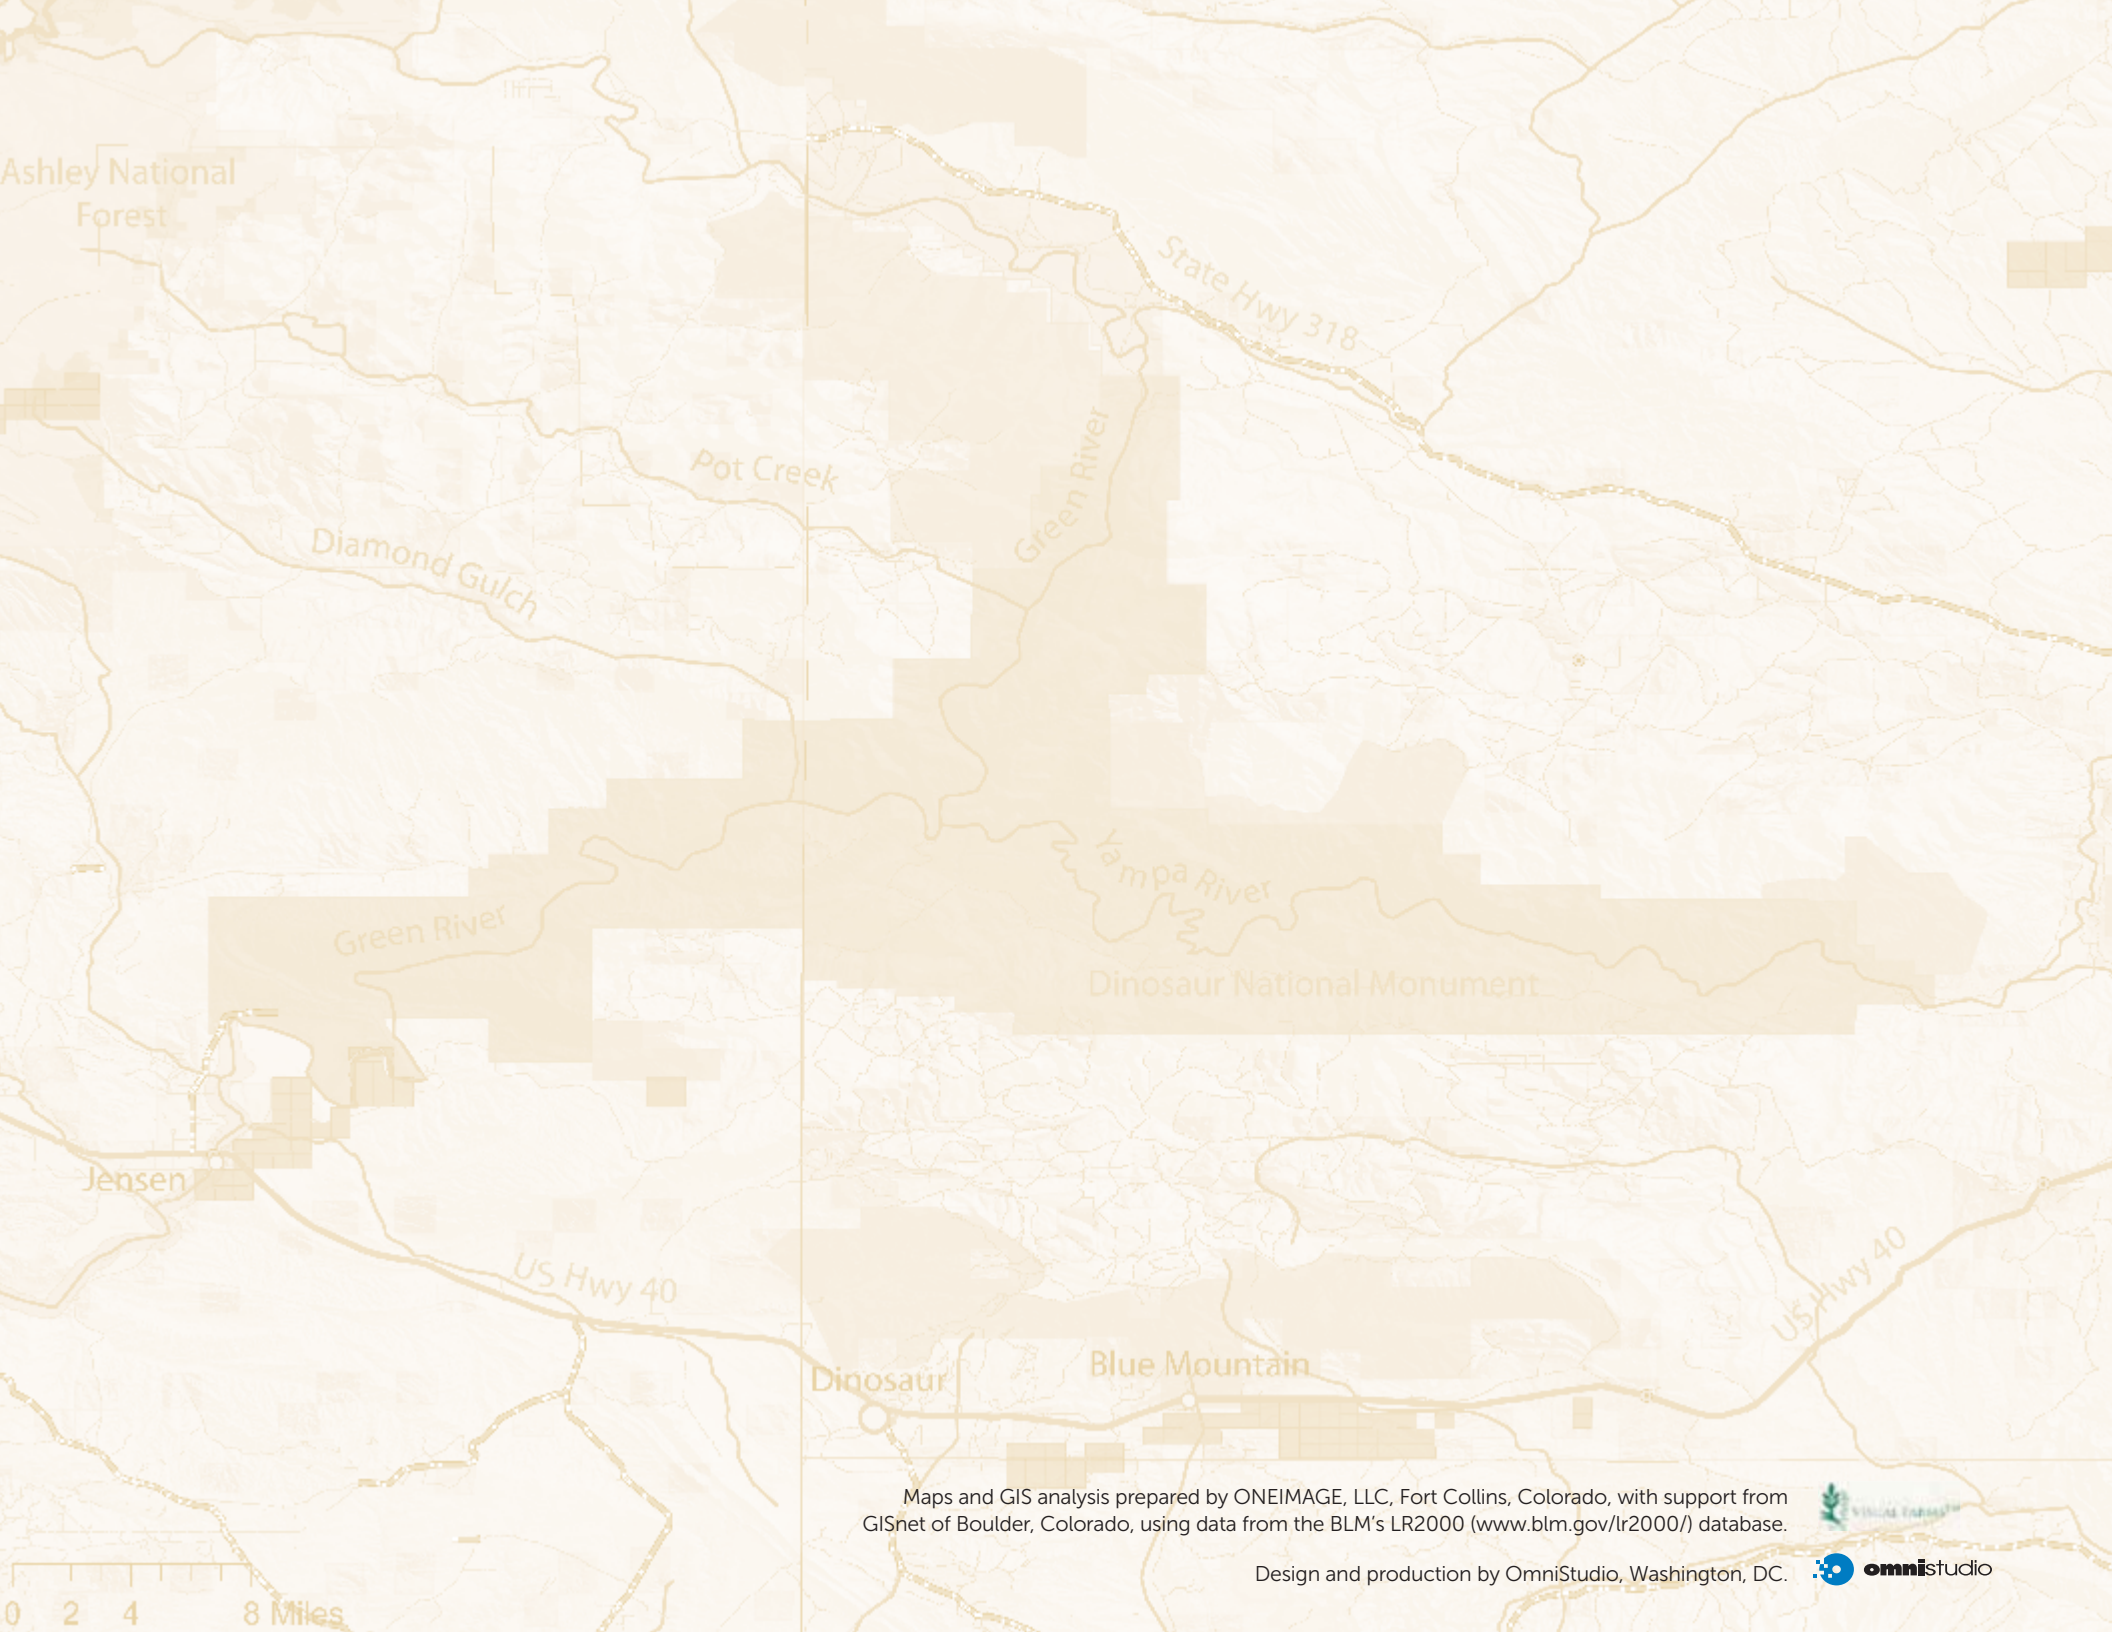 Ashley National
Forest
State Hwy 318
Green River
Pot Creek
Diamond Gulch
Yampa River
Green River
Dinosaur National Monument
Jensen
US Hwy 40
US Hwy 40
Blue Mountain
Dinosaur
Maps and GIS analysis prepared by ONEIMAGE, LLC, Fort Collins, Colorado, with support from
GISnet of Boulder, Colorado, using data from the BLM’s LR2000 (www.blm.gov/lr2000/) database.
Design and production by OmniStudio, Washington, DC.
omnistudio
0 2 4 8 Miles